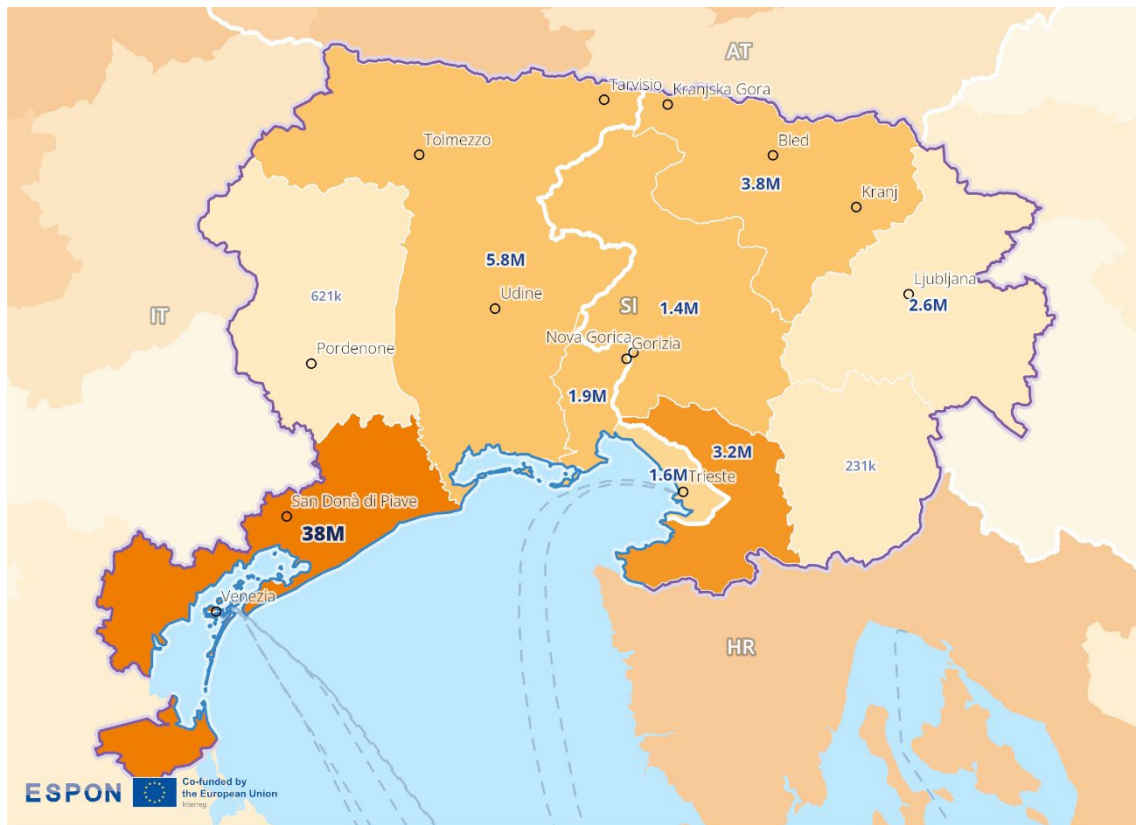 AT
Tarvisio
Kranjska Gora
Tolmezzo
Bled
3.8M
Kranj
5.8M
Ljubljana
2.6M
621k
Udine
SI
1.4M
IT
Nova Gorica
Gorizia
Pordenone
1.9M
3.2M
231k
1.6M
Trieste
San Donà di Piave
38M
Venezia
HR
ESPON
Co-funded by
the European Union
Interreg